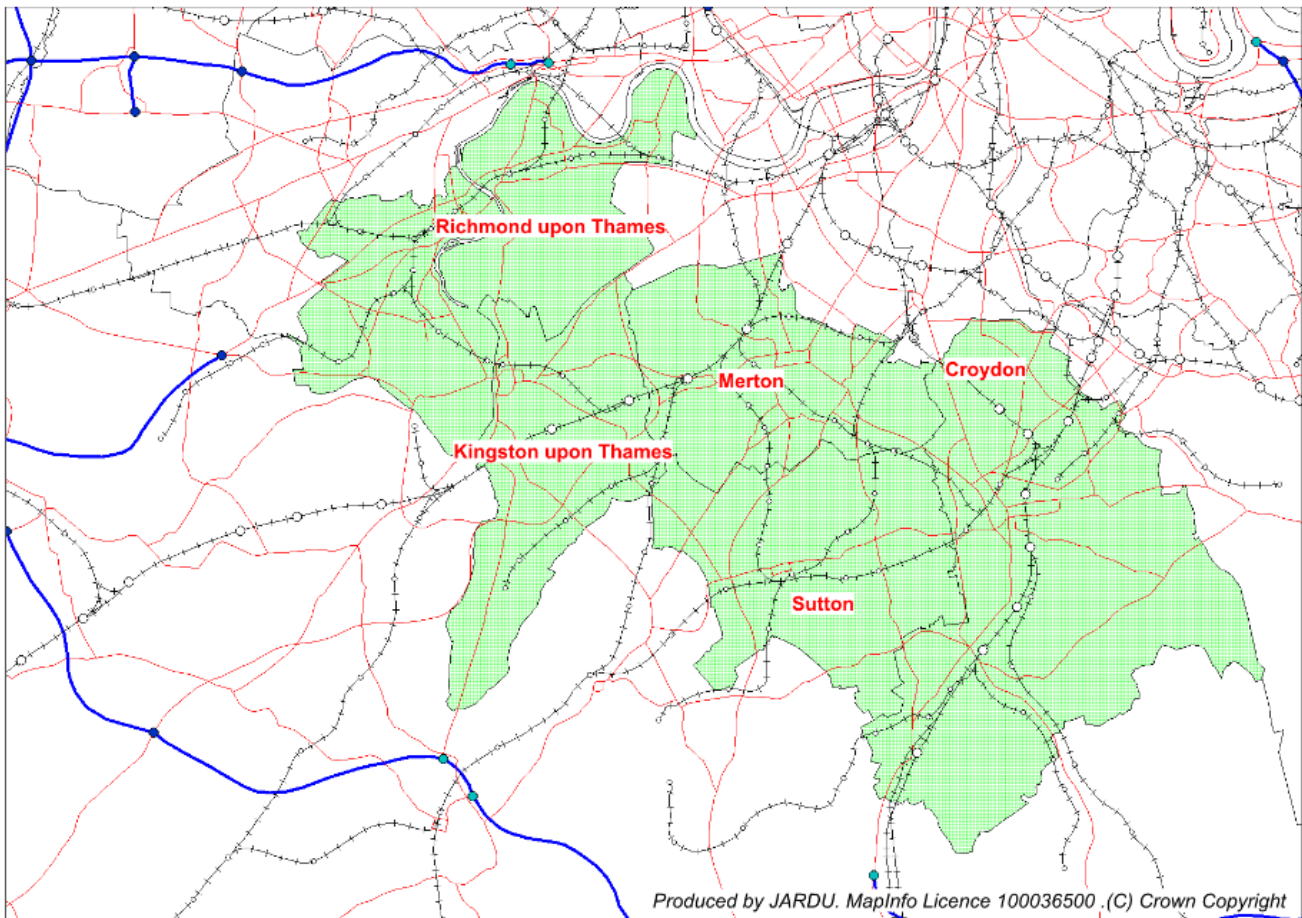 Richmond upon Thames
Merton
Croydon
Kingston upon Thames
Sutton
Produced by JARDU. MapInfo Licence 100036500 .(C) Crown Copyright